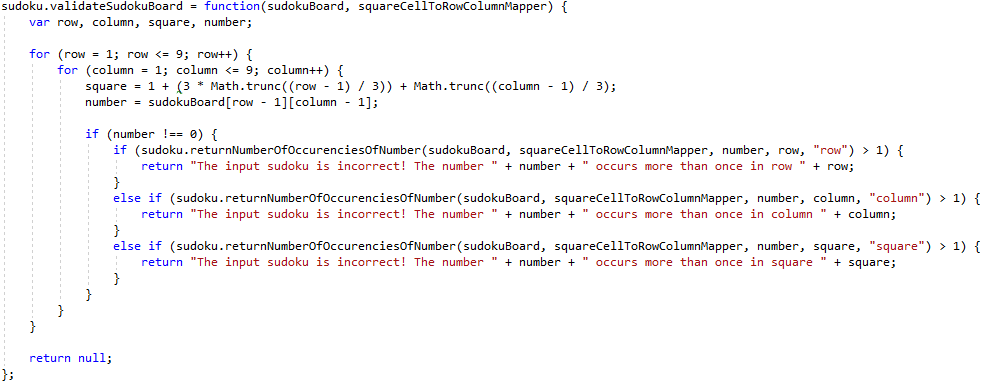 sudoku.validateSudokuBoard = function(sudokuBoard, squareCellToRowColumnMapper) {
    var row, column, square, number;

    for (row = 1; row <= 9; row++) {
        for (column = 1; column <= 9; column++) {
            square = 1 + (3 * Math.trunc((row - 1) / 3)) + Math.trunc((column - 1) / 3);
            number = sudokuBoard[row - 1][column - 1];

            if (number !== 0) {
                if (sudoku.returnNumberOfOccurenciesOfNumber(sudokuBoard, squareCellToRowColumnMapper, number, row, "row") > 1) {
                    return "The input sudoku is incorrect! The number " + number + " occurs more than once in row " + row;
                }
                else if (sudoku.returnNumberOfOccurenciesOfNumber(sudokuBoard, squareCellToRowColumnMapper, number, column, "column") > 1) {
                    return "The input sudoku is incorrect! The number " + number + " occurs more than once in column " + column;
                }
                else if (sudoku.returnNumberOfOccurenciesOfNumber(sudokuBoard, squareCellToRowColumnMapper, number, square, "square") > 1) {
                    return "The input sudoku is incorrect! The number " + number + " occurs more than once in square " + square;
                }
            }
        }
    }

    return null;
};